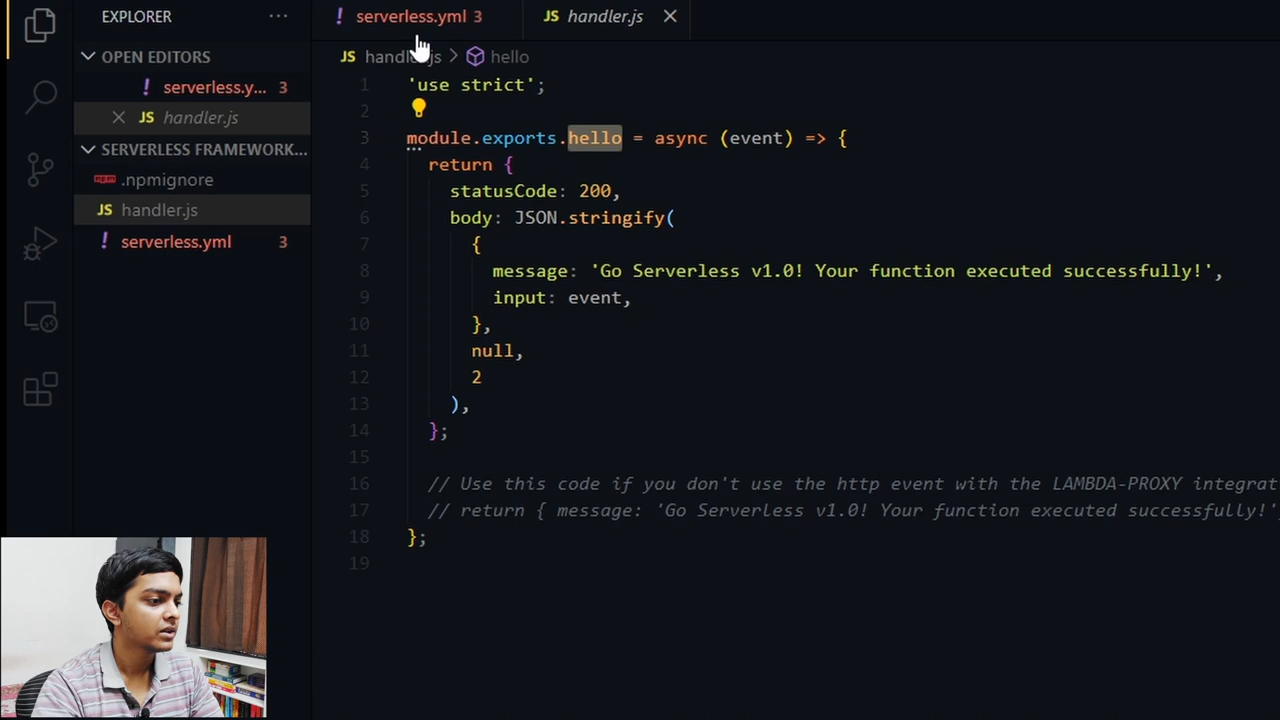 EXPLORER
OPEN EDITORS
! serverless.y... 3
JS handler.js
SERVERLESS FRAMEWORK...
.npmignore
JS handler.js
! serverless.yml 3
! serverless.yml 3
JS handler.js
JS > hello
1 'use strict';
2
3 module.exports.hello = async (event) => {
4 return {
5 statusCode: 200,
6 body: JSON.stringify(
7 {
8 message: 'Go Serverless v1.0! Your function executed successfully!',
9 input: event,
10 },
11 null,
12 2
13 ),
14 };
15
16 // Use this code if you don't use the http event with the LAMBDA-PROXY integrat
17 // return { message: 'Go Serverless v1.0! Your function executed successfully!'
18 };
19